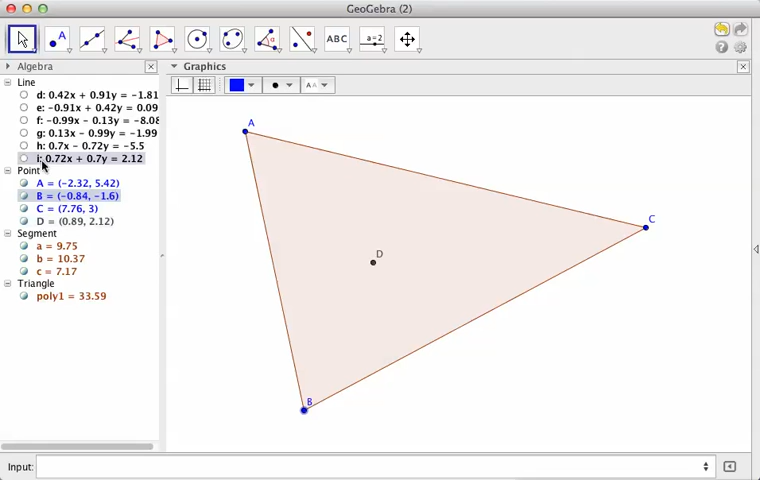 GeoGebra (2)
A
ABC
a=2
?
Algebra
Graphics
AA
Line
d: 0.42x + 0.91y = −1.81
e: −0.91x + 0.42y = 0.09
f: −0.99x − 0.13y = −8.08
g: 0.13x − 0.99y = −1.99
h: 0.7x − 0.72y = −5.5
i: 0.72x + 0.7y = 2.12
Point
A = (−2.32, 5.42)
B = (−0.84, −1.6)
C = (7.76, 3)
D = (0.89, 2.12)
Segment
a = 9.75
b = 10.37
c = 7.17
Triangle
poly1 = 33.59
A
C
D
B
Input: